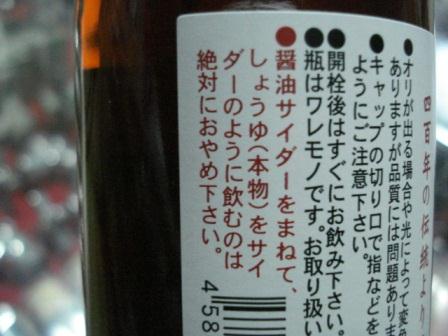 四百年の伝統より
●オリが出る場合や光によって変色
ありますが品質には問題ありま
●キャップの切り口で指などを
ようにご注意下さい。
●開栓後はすぐにお飲み下さい。
●瓶はワレモノです。お取り扱い
●醤油サイダーをまねて、
しょうゆ(本物)をサイ
ダーのように飲むのは
絶対におやめ下さい。
458